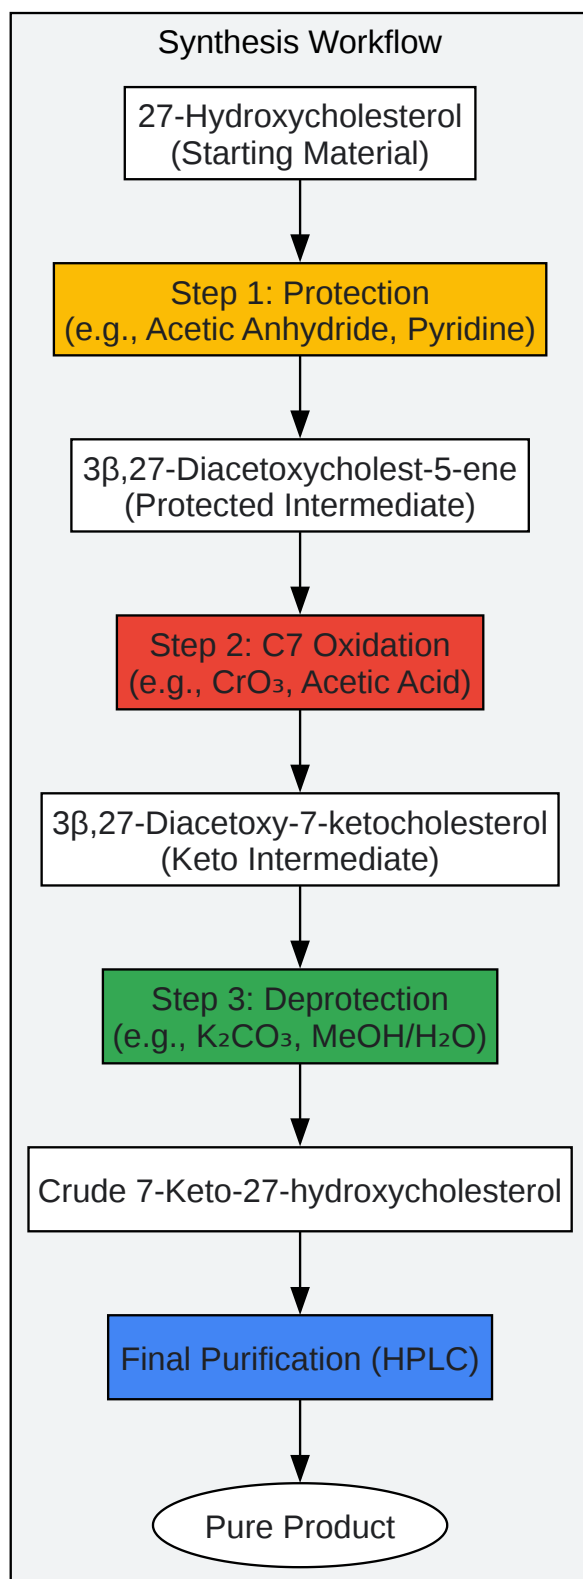 Synthesis Workflow
27-Hydroxycholesterol
(Starting Material)
Step 1: Protection
(e.g., Acetic Anhydride, Pyridine)
3β,27-Diacetoxycholest-5-ene
(Protected Intermediate)
Step 2: C7 Oxidation
(e.g., CrO₃, Acetic Acid)
3β,27-Diacetoxy-7-ketocholesterol
(Keto Intermediate)
Step 3: Deprotection
(e.g., K₂CO₃, MeOH/H₂O)
Crude 7-Keto-27-hydroxycholesterol
Final Purification (HPLC)
Pure Product